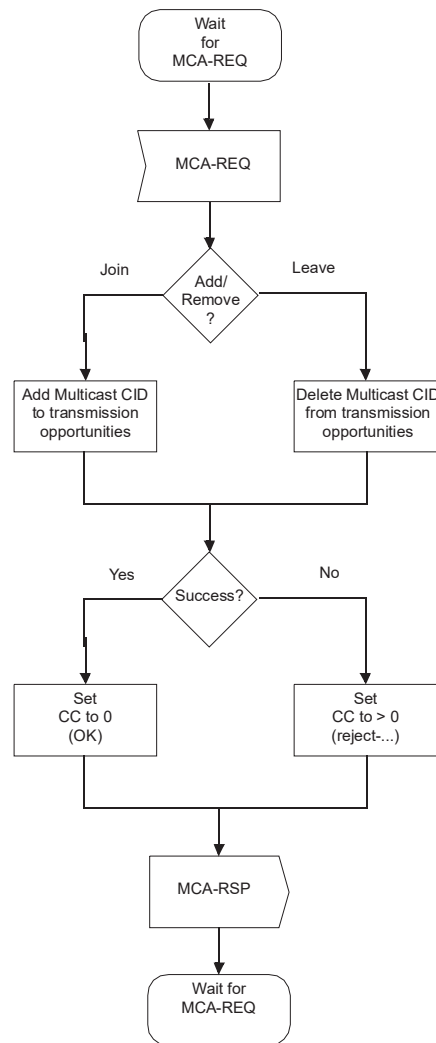 Wait
for
MCA-REQ
MCA-REQ
Join
Add/
Remove
?
Leave
Add Multicast CID
to transmission
opportunities
Delete Multicast CID
from transmission
opportunities
Yes
Success?
No
Set
CC to 0
(OK)
Set
CC to > 0
(reject-...)
MCA-RSP
Wait for
MCA-REQ